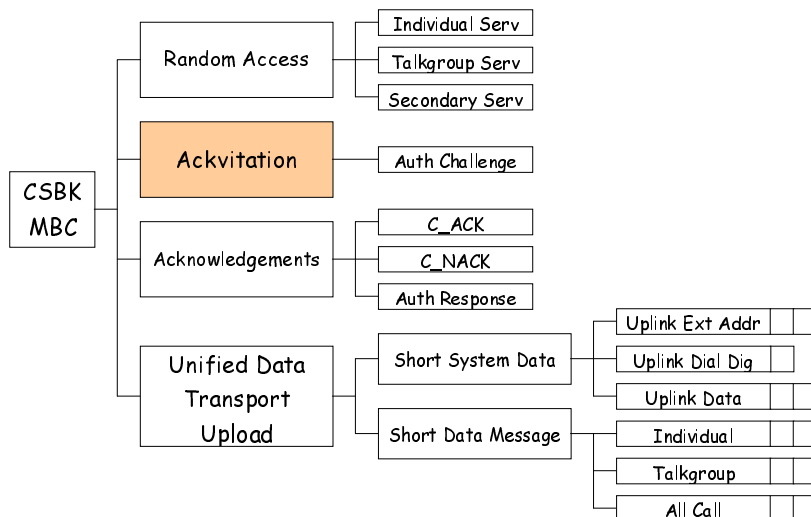 CSBK
MBC
Random Access
Individual Serv
Talkgroup Serv
Secondary Serv
Ackvitation
Auth Challenge
Acknowledgements
C_ACK
C_NACK
Auth Response
Unified Data
Transport
Upload
Short System Data
Uplink Ext Addr
Uplink Dial Dig
Uplink Data
Short Data Message
Individual
Talkgroup
All Call